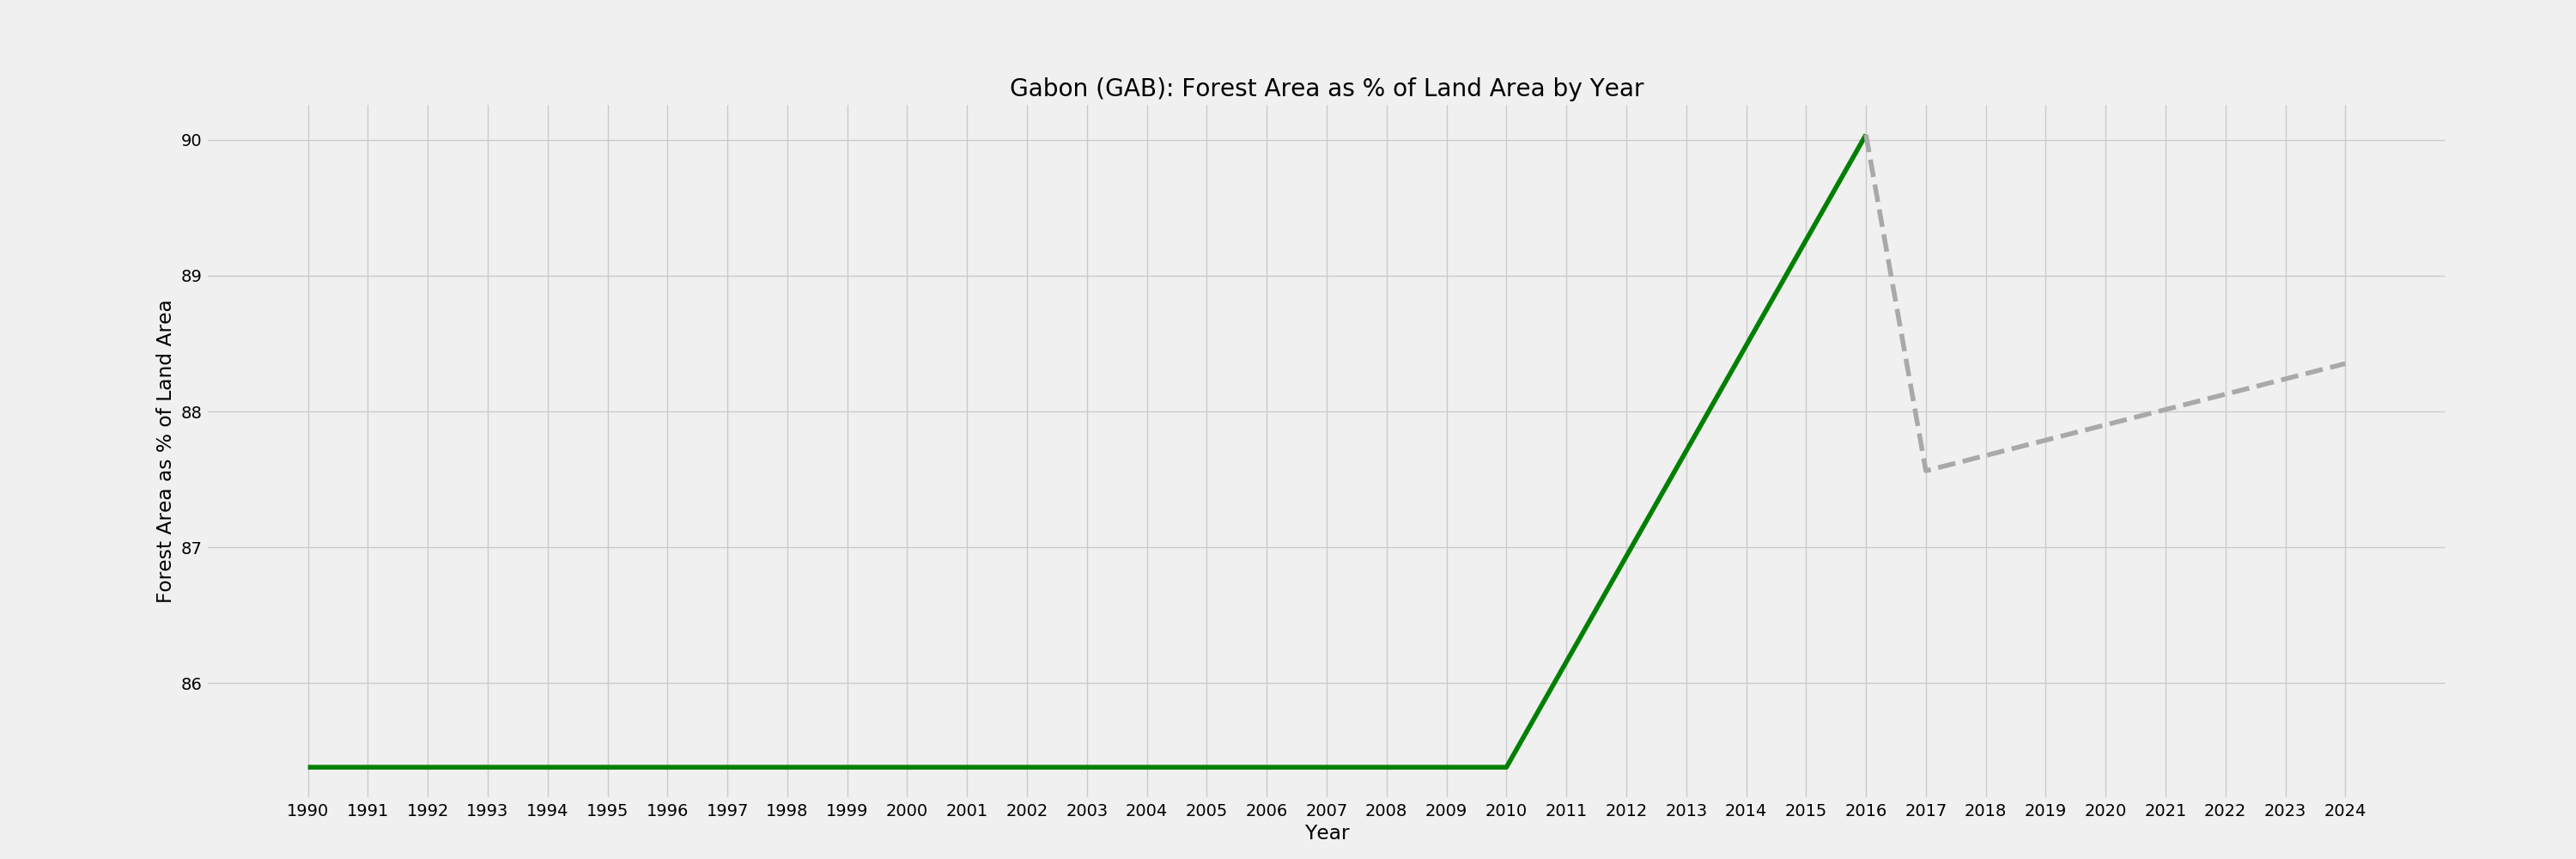 Gabon (GAB): Forest Area as % of Land Area by Year
Forest Area as % of Land Area
90
89
88
87
86
1990 1991 1992 1993 1994 1995 1996 1997 1998 1999 2000 2001 2002 2003 2004 2005 2006 2007 2008 2009 2010 2011 2012 2013 2014 2015 2016 2017 2018 2019 2020 2021 2022 2023 2024
Year